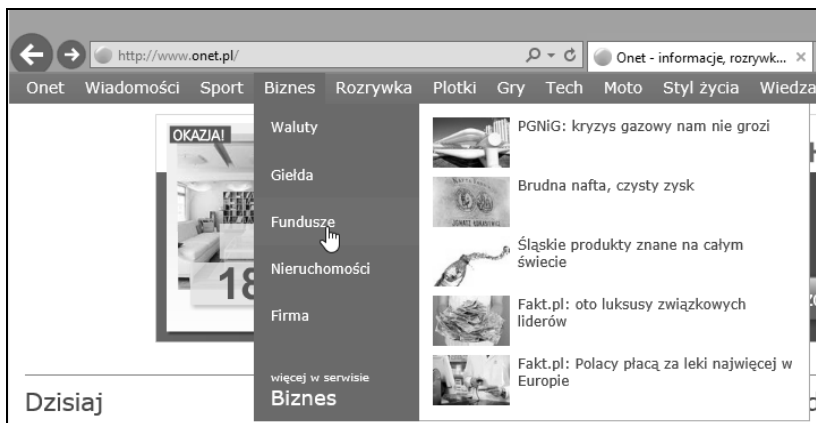 http://www.onet.pl/
Onet - informacje, rozrywk...
Onet Wiadomości Sport Biznes Rozrywka Plotki Gry Tech Moto Styl życia Wiedza
OKAZJA!
18
Waluty
Giełda
Fundusze
Nieruchomości
Firma
więcej w serwisie
Biznes
PGNiG: kryzys gazowy nam nie grozi
Brudna nafta, czysty zysk
Śląskie produkty znane na całym
świecie
Fakt.pl: oto luksusy związkowych
liderów
Fakt.pl: Polacy płacą za leki najwięcej w
Europie
Dzisiaj